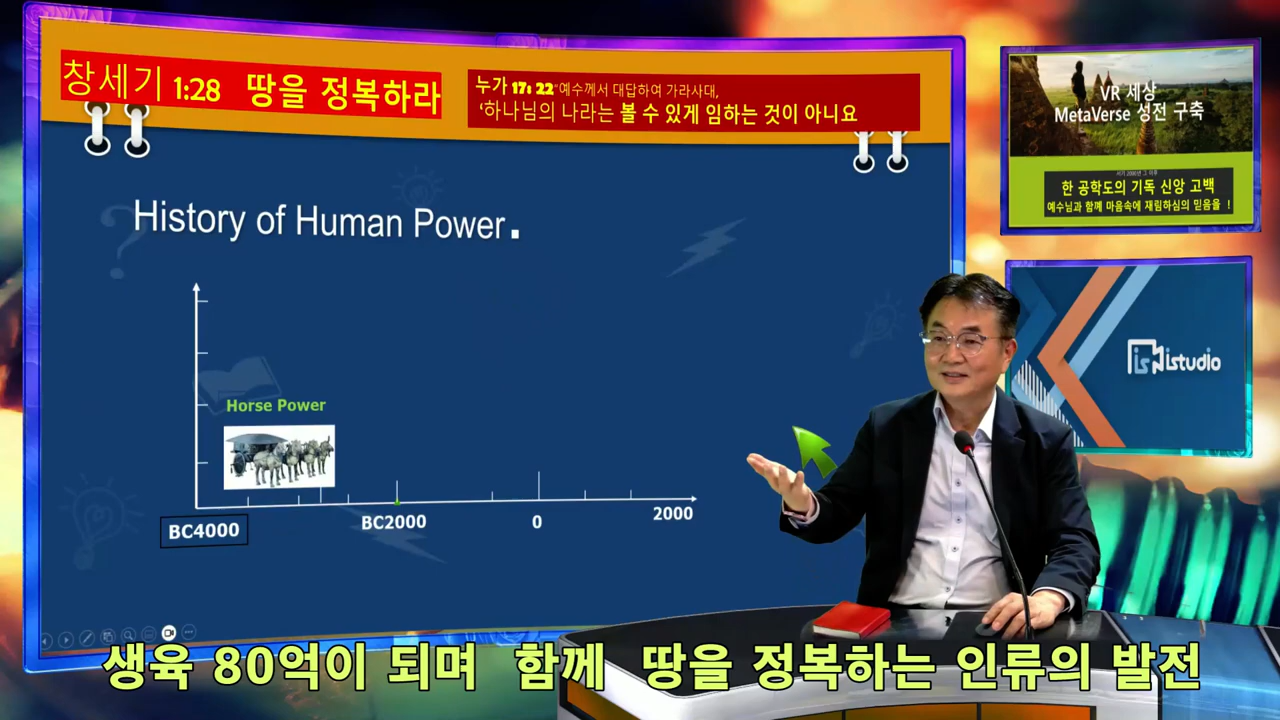 창세기 1:28 땅을 정복하라
누가 17: 22 "예수께서 대답하여 가라사대,
'하나님의 나라는 볼 수 있게 임하는 것이 아니요
History of Human Power.
Horse Power
BC4000
BC2000
0
2000
VR 세상
MetaVerse 성전 구축
한 공학도의 기독 신앙 고백
예수님과 함께 마음속에 재림하심의 믿음을 !
is istudio
생육 80억이 되며 함께 땅을 정복하는 인류의 발전